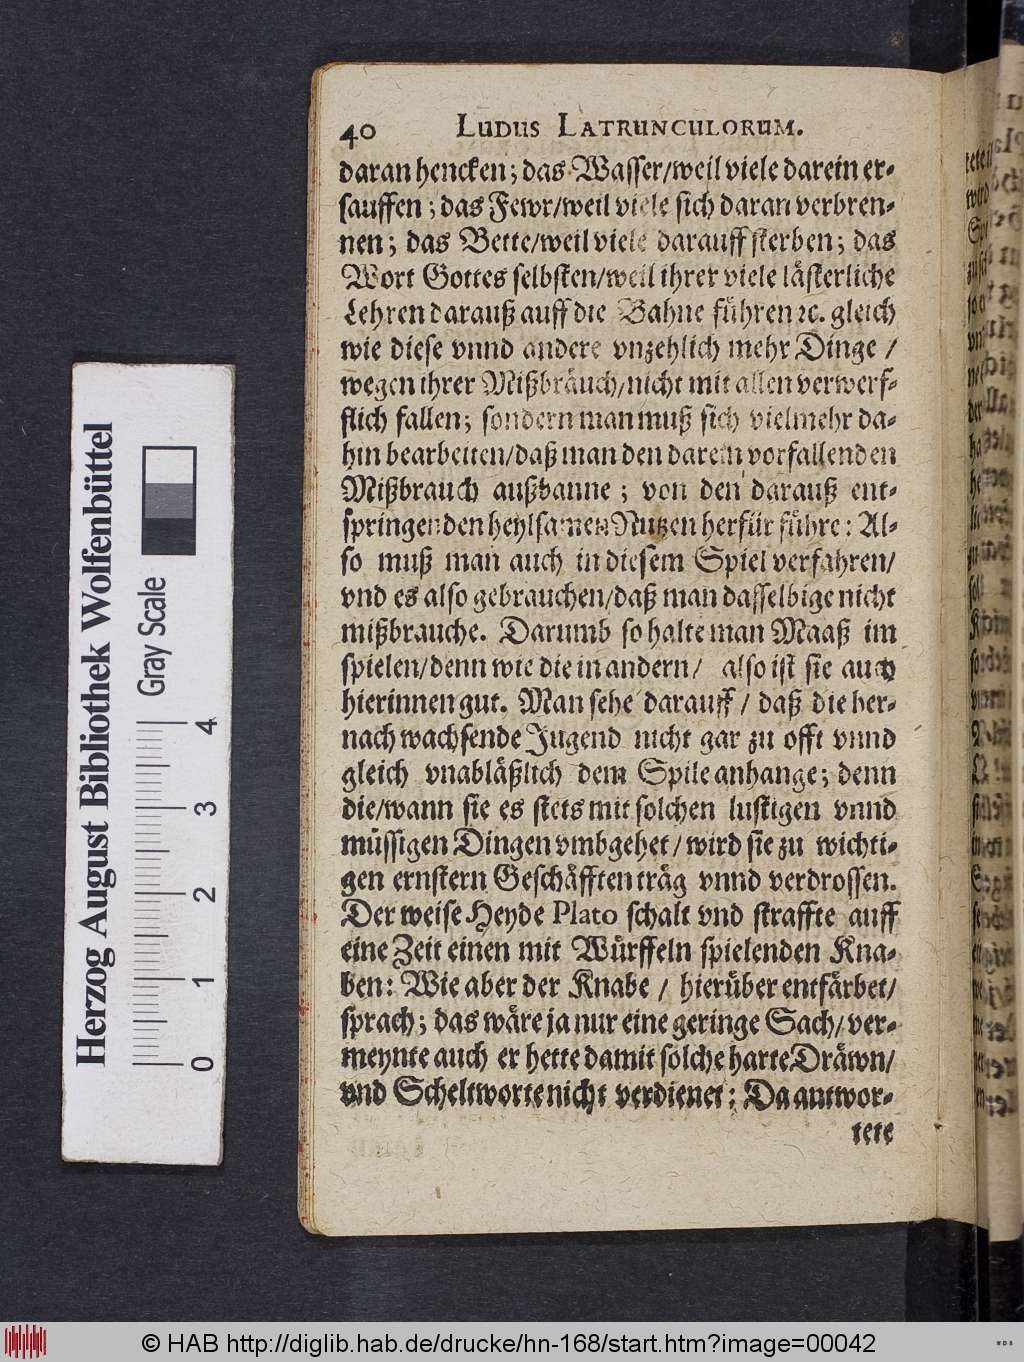 40 LUDUS LATRUNCULORUM.
daran hencken; das Wasser/weil viele darein er-
sauffen; das Fewr/weil viele sich daran verbren-
nen; das Bette/weil viele darauff sterben; das
Wort Gottes selbsten/weil ihrer viele lästerliche
Lehren darauß auff die Bahne führen ꝛc. gleich
wie diese vnnd andere vnzehlich mehr Dinge /
wegen ihrer Mißbräuch/nicht mit allen verwerf-
flich fallen; sondern man muß sich vielmehr da-
hin bearbeiten/daß man den darein vorfallenden
Mißbrauch außbanne; von den darauß ent-
springenden heylsamen Nutzen herfür führe: Al-
so muß man auch in diesem Spiel verfahren/
vnd es also gebrauchen/daß man dasselbige nicht
mißbrauche. Darumb so halte man Maaß im
spielen/denn wie die in andern/ also ist sie auch
hierinnen gut. Man sehe darauff / daß die her-
nach wachsende Jugend nicht gar zu offt vnnd
gleich vnabläßlich dem Spile anhange; denn
die/wann sie es stets mit solchen lustigen vnnd
müssigen Dingen vmbgehet/wird sie zu wichti-
gen ernstern Geschäfften träg vnnd verdrossen.
Der weise Heyde Plato schalt vnd straffte auff
eine Zeit einen mit Würffeln spielenden Kna-
ben: Wie aber der Knabe / hierüber entfärbet/
sprach; das wäre ja nur eine geringe Sach/ver-
meynte auch er hette damit solche harte Dräwn/
vnd Scheltworte nicht verdienet: Da antwor-
tete
Herzog August Bibliothek Wolfenbüttel
Gray Scale
0 1 2 3 4
© HAB http://diglib.hab.de/drucke/hn-168/start.htm?image=00042